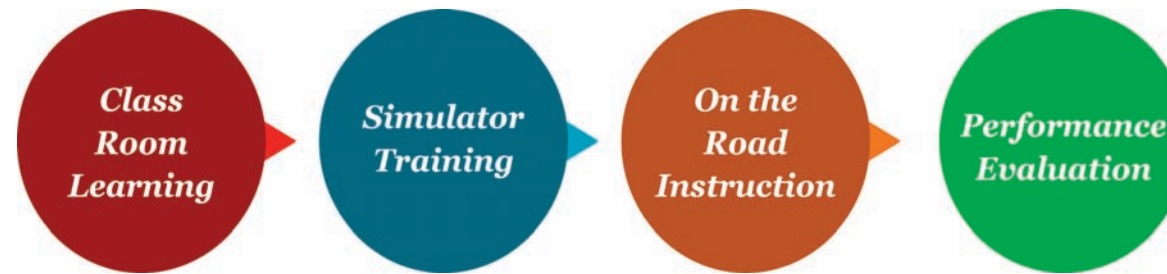 Class
Room
Learning
Simulator
Training
On the
Road
Instruction
Performance
Evaluation